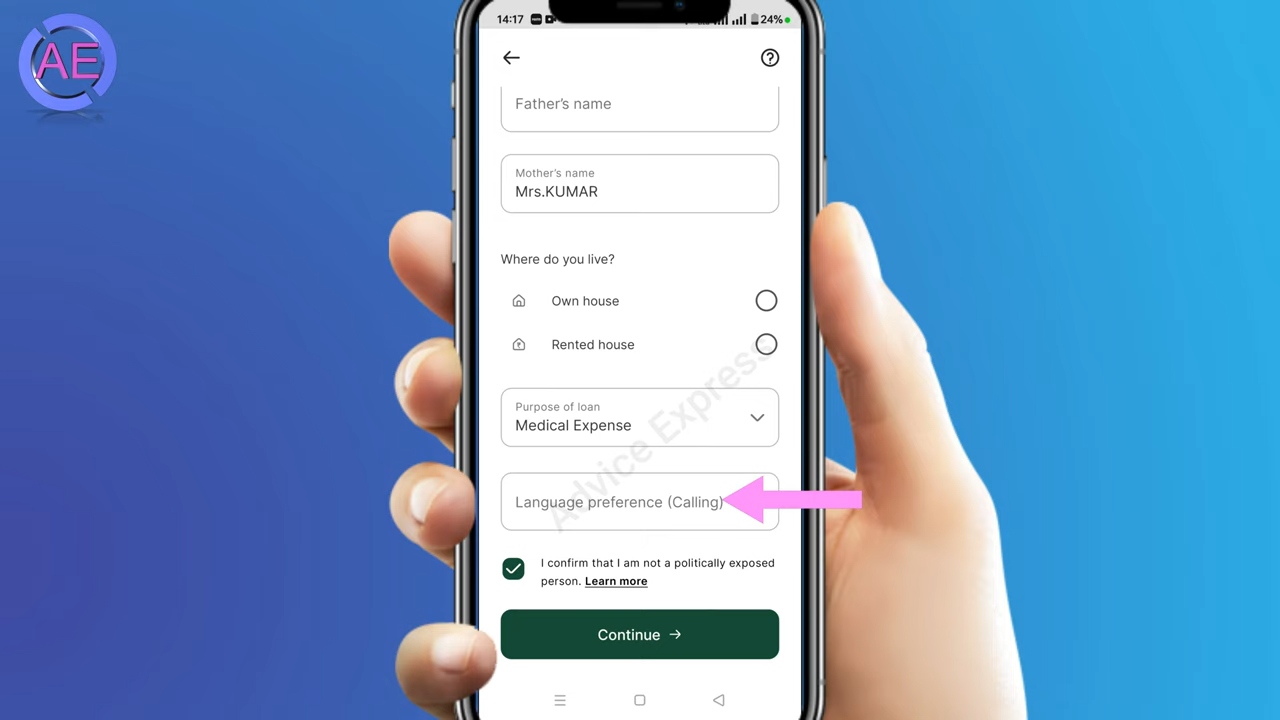 AE
14:17
24%
Father's name
Mother's name
Mrs.KUMAR
Where do you live?
Own house
Rented house
Purpose of loan
Medical Expense
Advice Express
Language preference (Calling)
I confirm that I am not a politically exposed
person. Learn more
Continue →